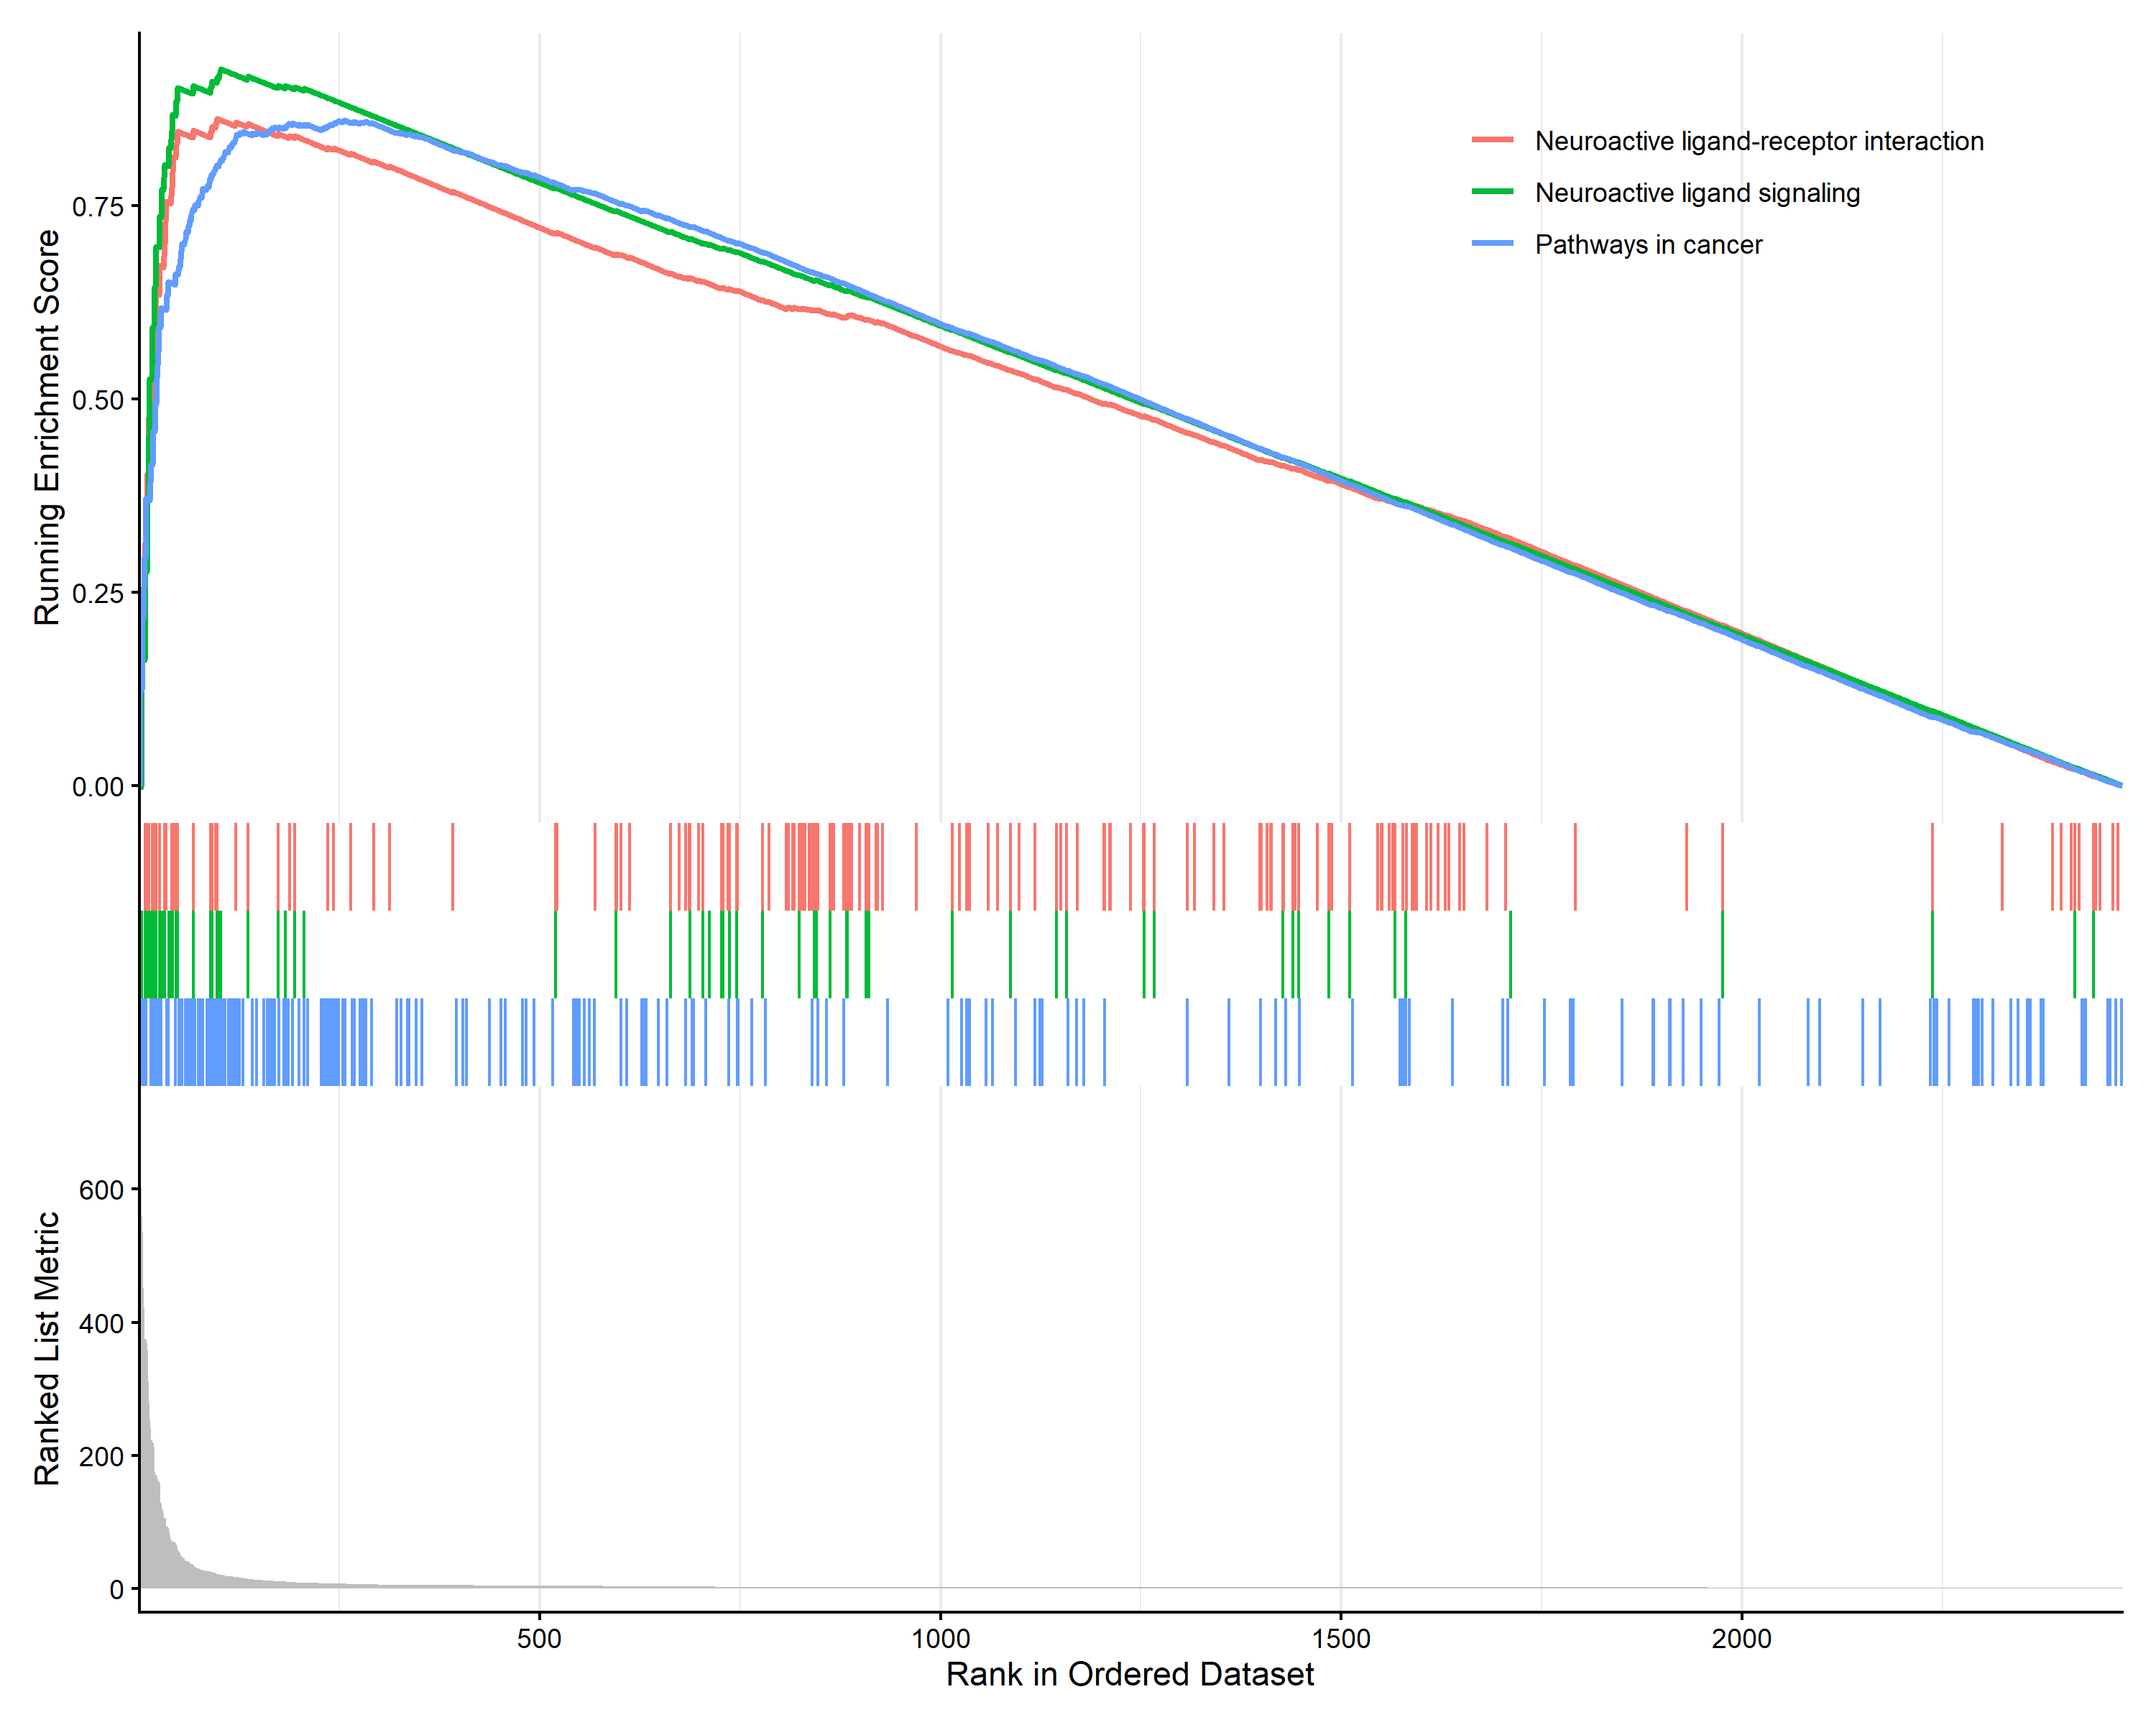 Running Enrichment Score
0.75
0.50
0.25
0.00
Neuroactive ligand-receptor interaction
Neuroactive ligand signaling
Pathways in cancer
Ranked List Metric
600
400
200
0
500 1000 1500 2000
Rank in Ordered Dataset